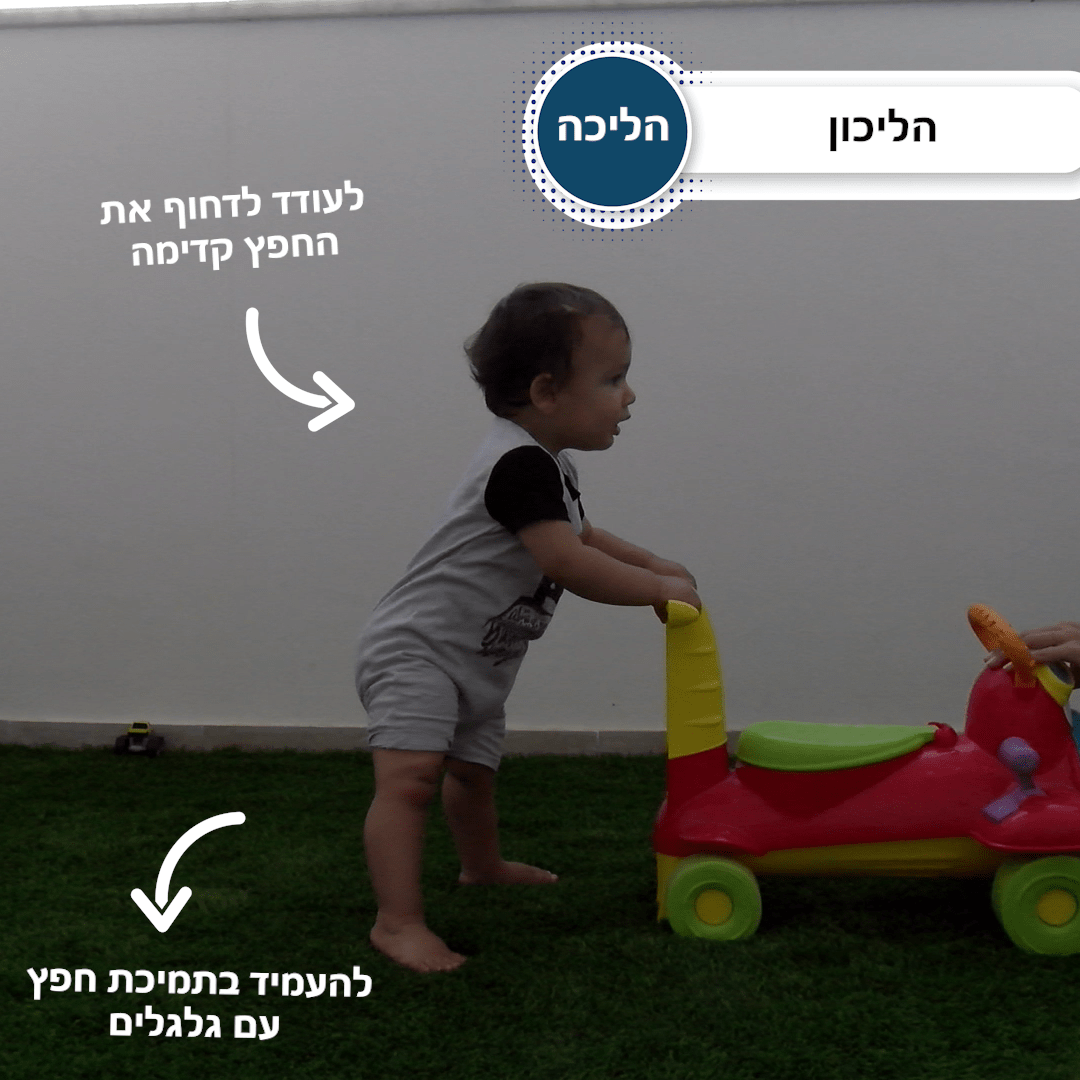 הליכון
הליכה
לעודד לדחוף את
החפץ קדימה
להעמיד בתמיכת חפץ
עם גלגלים